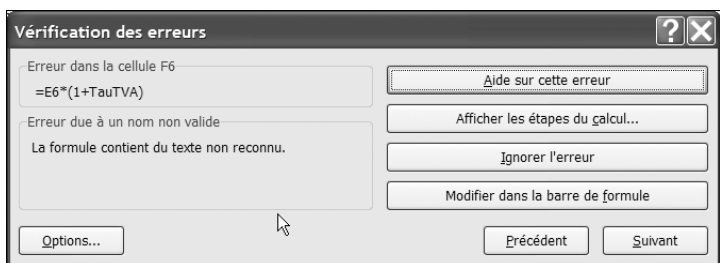 Vérification des erreurs
Erreur dans la cellule F6
=E6*(1+TauTVA)
Erreur due à un nom non valide
La formule contient du texte non reconnu.
Aide sur cette erreur
Afficher les étapes du calcul...
Ignorer l'erreur
Modifier dans la barre de formule
Options...
Précédent
Suivant